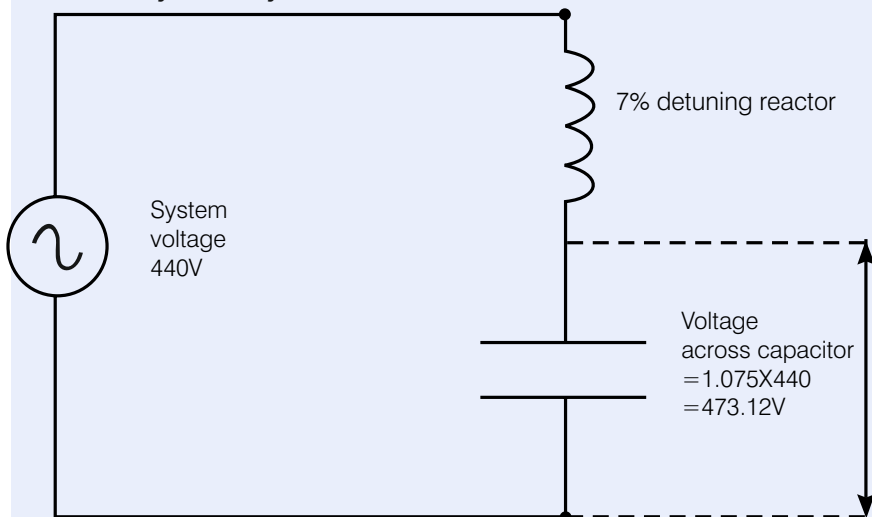 7% detuning reactor
System
voltage
440V
Voltage
across capacitor
=1.075X440
=473.12V